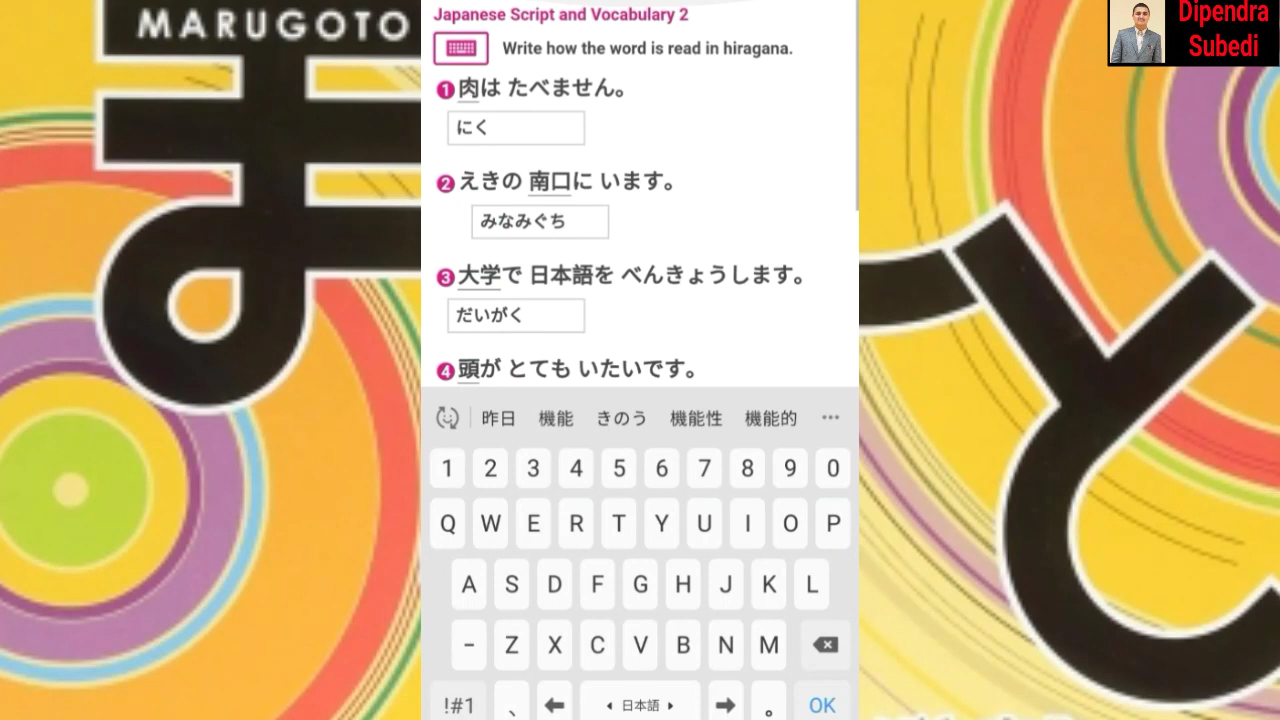 MARUGOTO
ま
と
Dipendra
Subedi
Japanese Script and Vocabulary 2
Write how the word is read in hiragana.
1 肉は たべません。
にく
2 えきの 南口に います。
みなみぐち
3 大学で 日本語を べんきょうします。
だいがく
4 頭が とても いたいです。
昨日 機能 きのう 機能性 機能的 ···
1 2 3 4 5 6 7 8 9 0
Q W E R T Y U I O P
A S D F G H J K L
- Z X C V B N M
!#1 、 日本語 。 OK